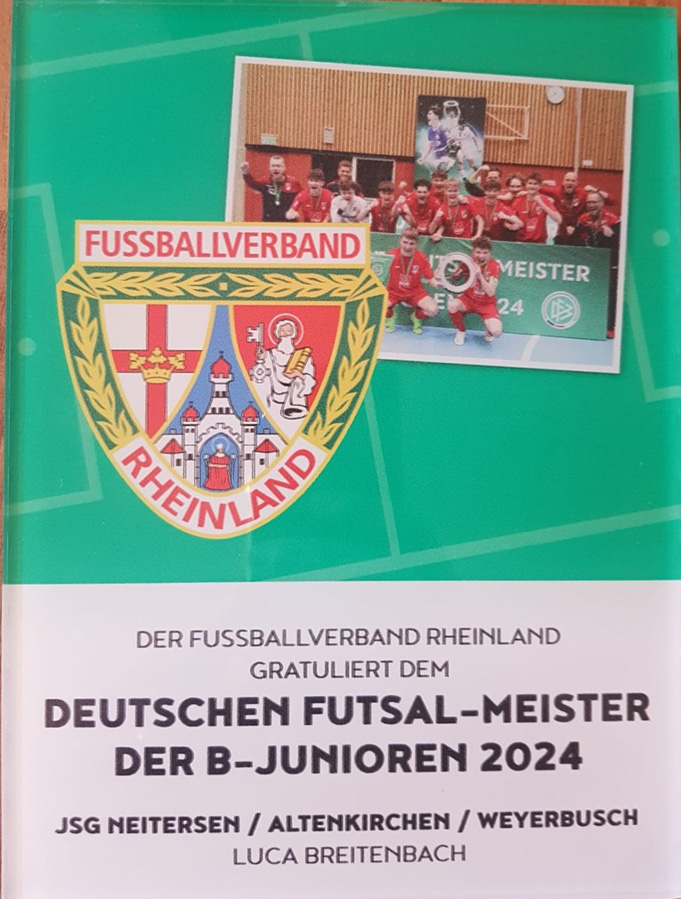 FUSSBALLVERBAND
RHEINLAND
MEISTER
24
DER FUSSBALLVERBAND RHEINLAND
GRATULIERT DEM
DEUTSCHEN FUTSAL-MEISTER
DER B-JUNIOREN 2024
JSG NEITERSEN / ALTENKIRCHEN / WEYERBUSCH
LUCA BREITENBACH